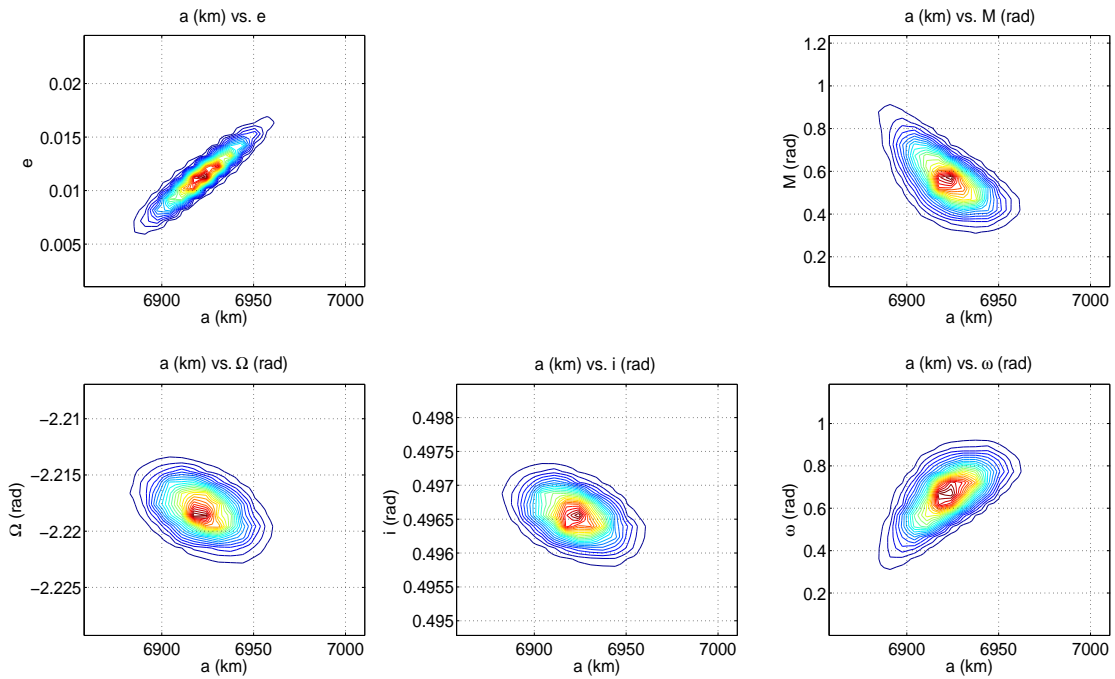 a (km) vs. e
0.02
0.015
0.01
0.005
e
6900 6950 7000
a (km)
a (km) vs. M (rad)
1.2
1
0.8
0.6
0.4
0.2
M (rad)
6900 6950 7000
a (km)
a (km) vs. Ω (rad)
−2.21
−2.215
−2.22
−2.225
Ω (rad)
6900 6950 7000
a (km)
a (km) vs. i (rad)
0.498
0.4975
0.497
0.4965
0.496
0.4955
0.495
i (rad)
6900 6950 7000
a (km)
a (km) vs. ω (rad)
1
0.8
0.6
0.4
0.2
ω (rad)
6900 6950 7000
a (km)